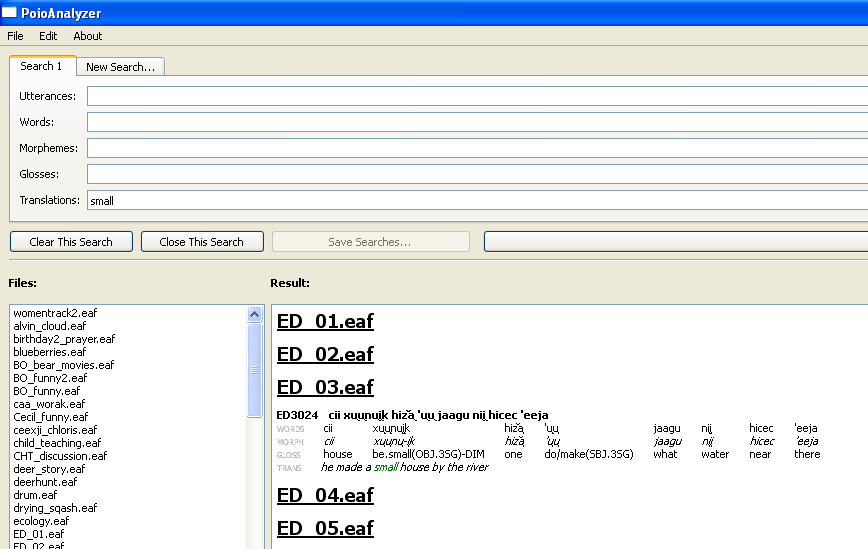 PoioAnalyzer
File Edit About
Search 1 New Search...
Utterances:
Words:
Morphemes:
Glosses:
Translations: small
Clear This Search Close This Search Save Searches...
Files:
womentrack2.eaf
alvin_cloud.eaf
birthday2_prayer.eaf
blueberries.eaf
BO_bear_movies.eaf
BO_funny2.eaf
BO_funny.eaf
caa_worak.eaf
Cecil_funny.eaf
ceexji_chloris.eaf
child_teaching.eaf
CHT_discussion.eaf
deer_story.eaf
deerhunt.eaf
drum.eaf
drying_sqash.eaf
ecology.eaf
ED_01.eaf
ED_02.eaf
Result:
ED_01.eaf
ED_02.eaf
ED_03.eaf
ED3024 cii xųųnųįk hižą 'ųų jaagu nįį hicec 'eeja
WORDS cii xųųnųįk hižą 'ųų jaagu nįį hicec 'eeja
MORPH cii xųųnų-įk hižą 'ųų jaagu nįį hicec 'eeja
GLOSS house be.small(OBJ.3SG)-DIM one do/make(SBJ.3SG) what water near there
TRANS he made a small house by the river
ED_04.eaf
ED_05.eaf